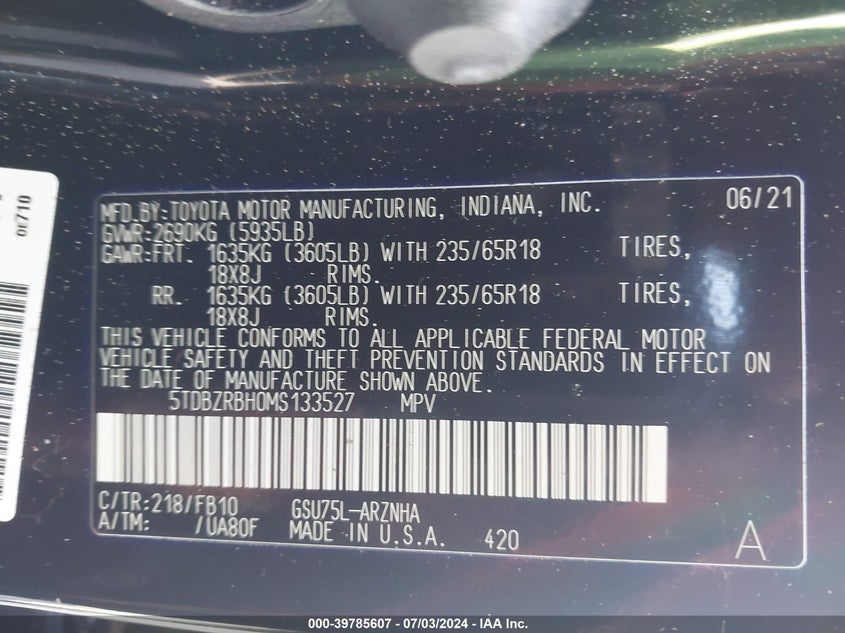 or710
MFD.BY:TOYOTA MOTOR MANUFACTURING, INDIANA, INC. 06/21
GVWR:2690KG (5935LB)
GAWR:FRT. 1635KG (3605LB) WITH 235/65R18 TIRES,
18X8J RIMS.
RR. 1635KG (3605LB) WITH 235/65R18 TIRES,
18X8J RIMS.
THIS VEHICLE CONFORMS TO ALL APPLICABLE FEDERAL MOTOR
VEHICLE SAFETY AND THEFT PREVENTION STANDARDS IN EFFECT ON
THE DATE OF MANUFACTURE SHOWN ABOVE.
5TDBZRBH0MS133527 MPV
C/TR:218/FB10 GSU75L-ARZNHA
A/TM: /UA80F MADE IN U.S.A. 420 A
000-39785607 - 07/03/2024 - IAA Inc.